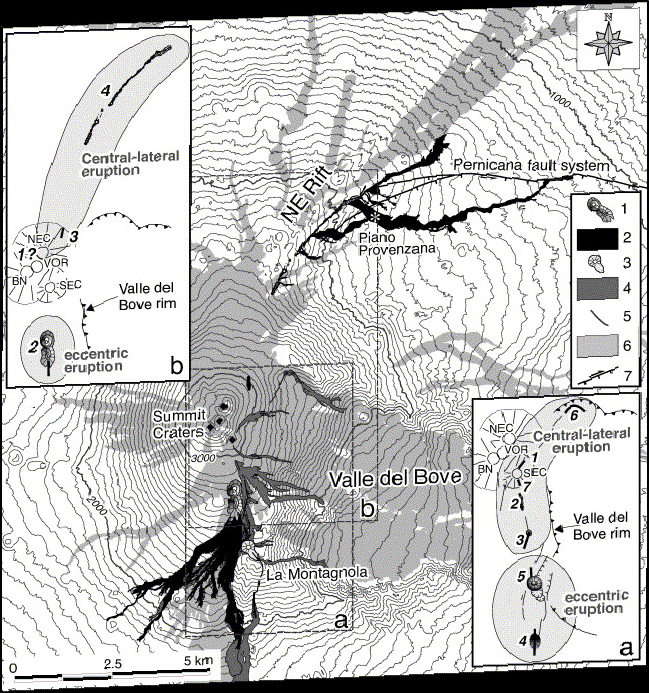 4
Central-lateral
eruption
NEC
3
1?
VOR
BN
SEC
Valle del
Bove rim
2
eccentric
eruption
b
N
1000
Pernicana fault system
NE Rift
Piano
Provenzana
1
2
3
4
5
6
7
Summit
Craters
3000
2000
Valle del Bove
b
La Montagnola
a
0
2.5
5 km
6
NEC
Central-lateral
eruption
VOR
1
BN
SEC
7
2
Valle del
Bove rim
3
5
eccentric
eruption
4
a